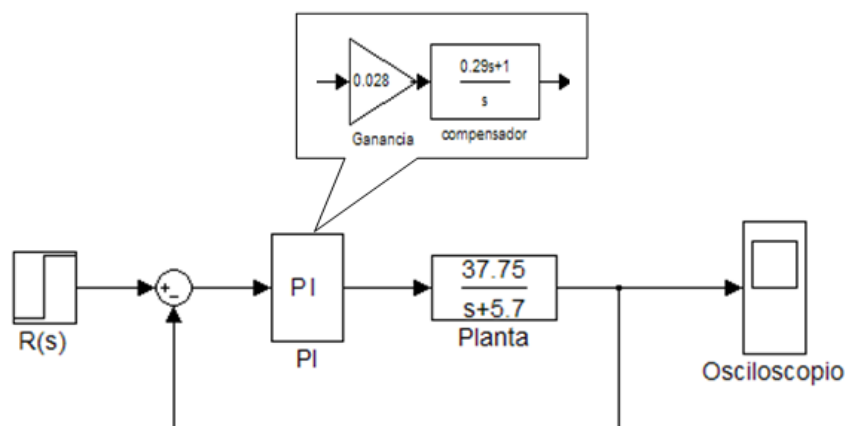 0.028
0.29s+1
s
Ganancia
compensador
R(s)
+
−
PI
PI
37.75
s+5.7
Planta
Osciloscopio